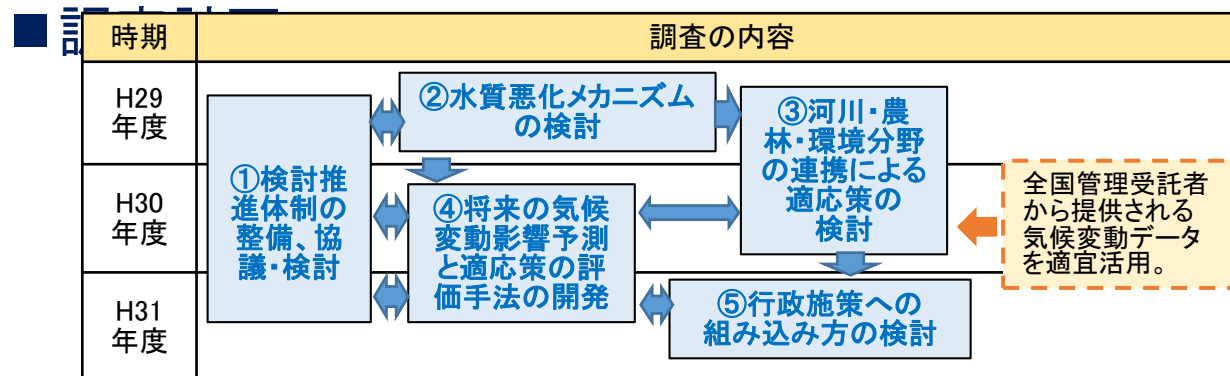 ■
時期
調査の内容
H29
年度
H30
年度
H31
年度
①検討推
進体制の
整備、協
議・検討
②水質悪化メカニズム
の検討
③河川・農
林・環境分野
の連携による
適応策の
検討
④将来の気候
変動影響予測
と適応策の評
価手法の開発
⑤行政施策への
組み込み方の検討
全国管理受託者
から提供される
気候変動データ
を適宜活用。